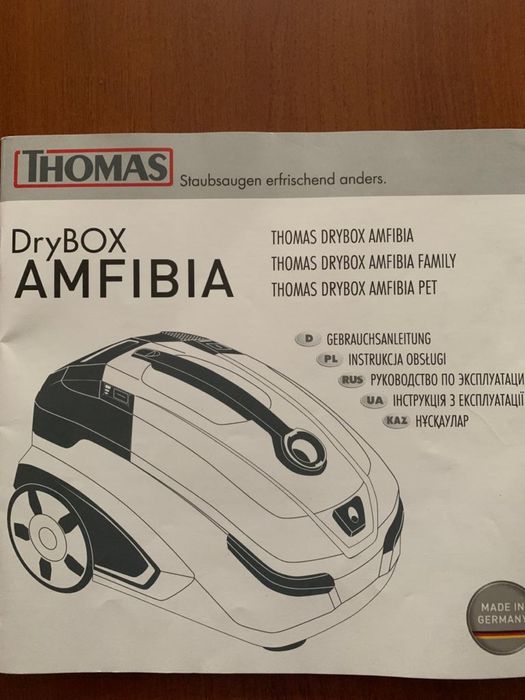 THOMAS Staubsaugen erfrischend anders.
DryBOX
AMFIBIA
THOMAS DRYBOX AMFIBIA
THOMAS DRYBOX AMFIBIA FAMILY
THOMAS DRYBOX AMFIBIA PET
D GEBRAUCHSANLEITUNG
PL INSTRUKCJA OBSŁUGI
RUS РУКОВОДСТВО ПО ЭКСПЛУАТАЦИ
UA ІНСТРУКЦІЯ З ЕКСПЛУАТАЦІЇ
KAZ НҰСҚАУЛАР
MADE IN
GERMANY